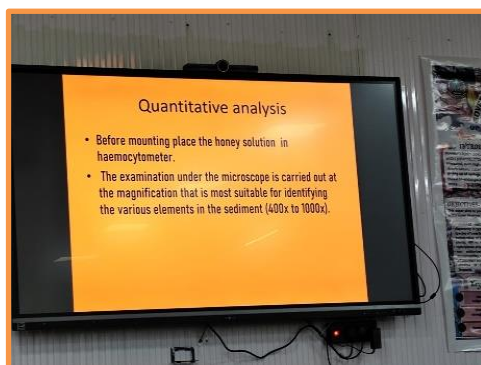 Quantitative analysis
• Before mounting place the honey solution in
haemocytometer.
• The examination under the microscope is carried out at
the magnification that is most suitable for identifying
the various elements in the sediment (400x to 1000x).